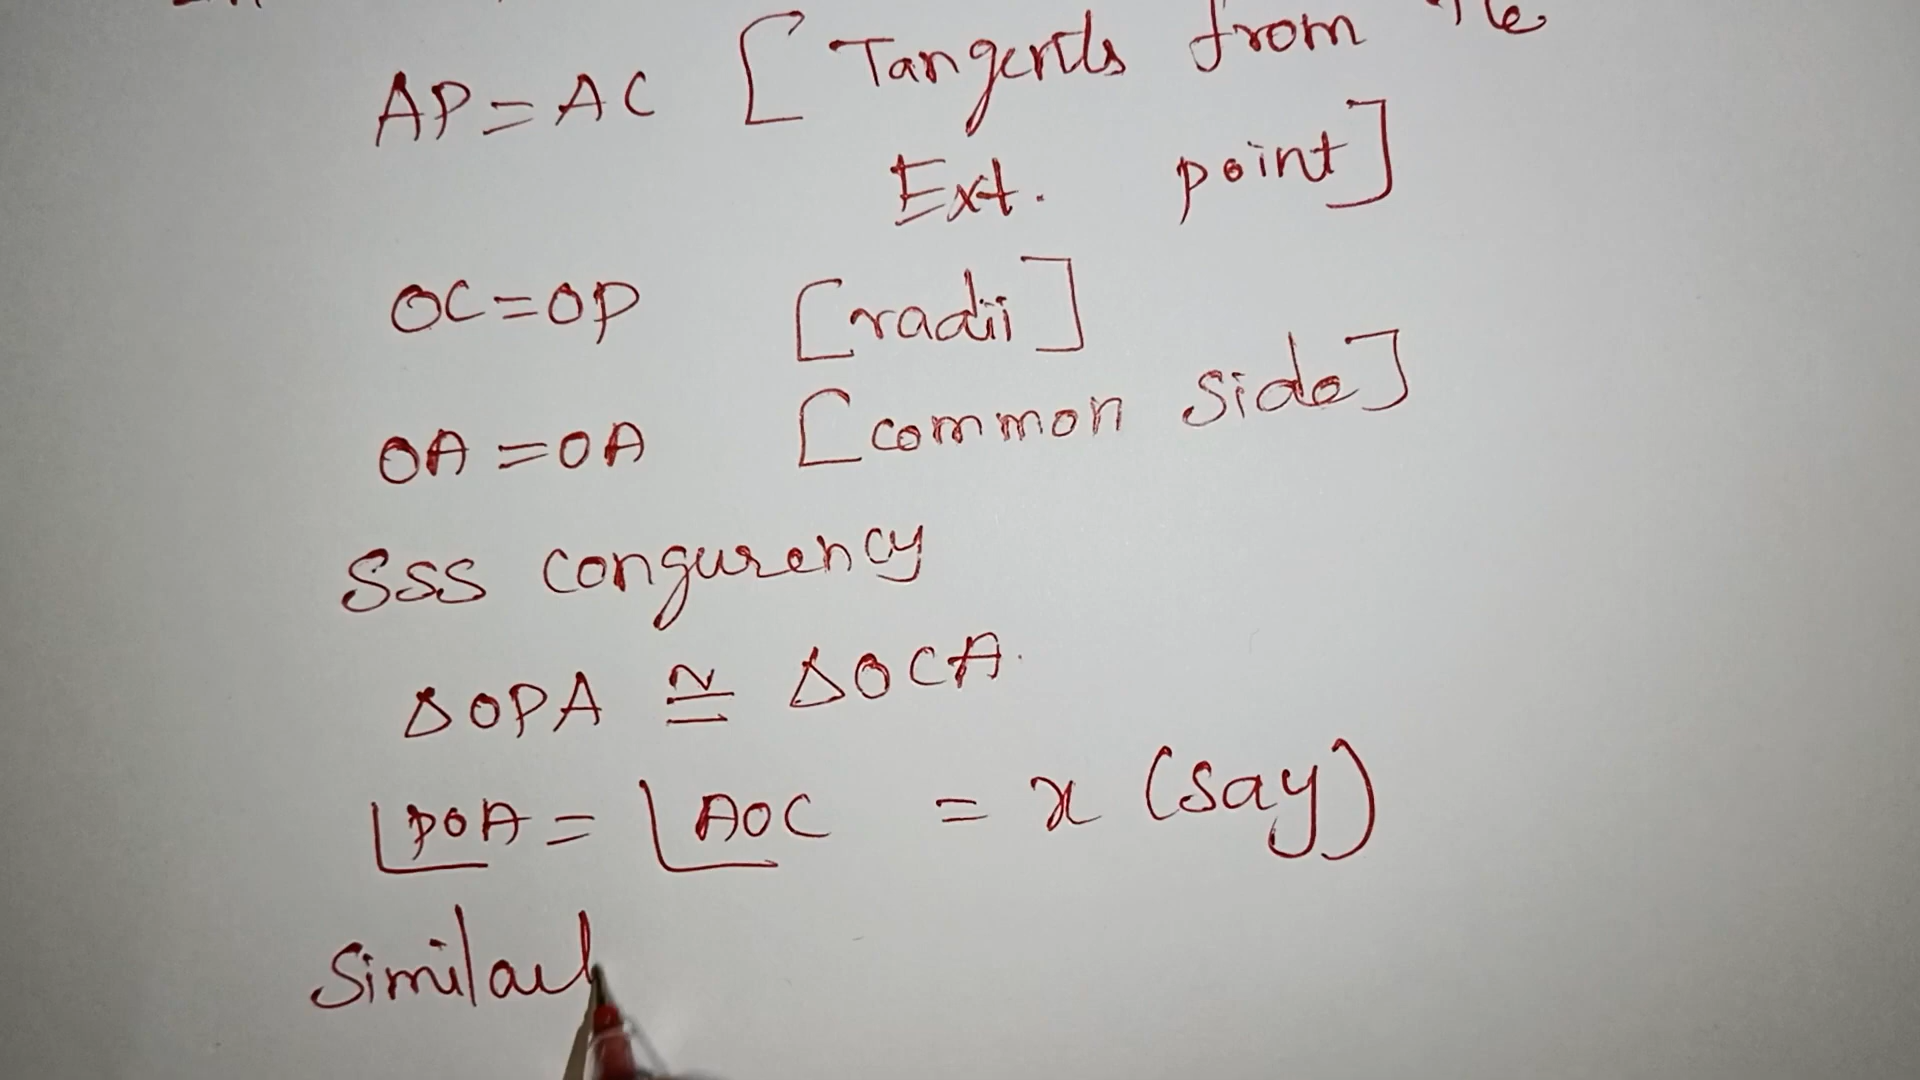 AP = AC [Tangents from
Ext. point]
OC = OP [radii]
OA = OA [common side]
SSS congurency
ΔOPA ≅ ΔOCA.
∠POA = ∠AOC = x (say)
Similarl